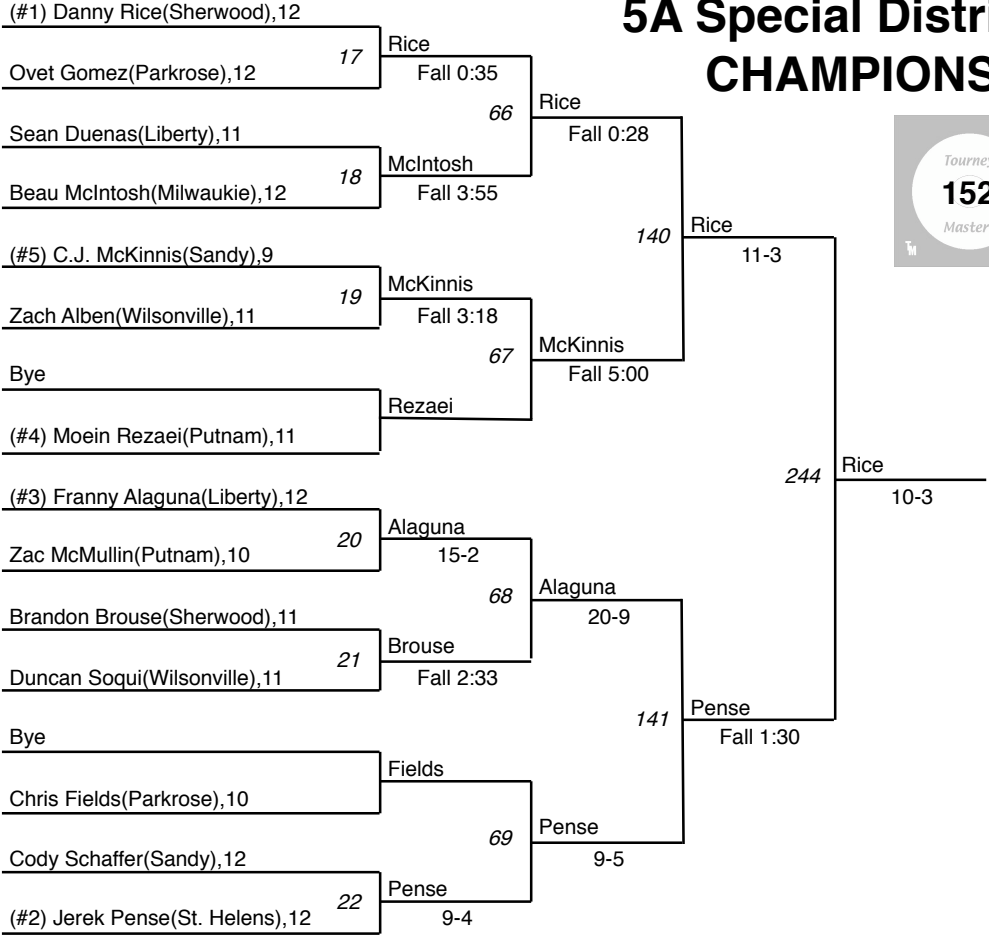 5A Special Distri
CHAMPIONS
Tourney
152
Master
TM
(#1) Danny Rice(Sherwood),12
17
Rice
Ovet Gomez(Parkrose),12
Fall 0:35
66
Rice
Sean Duenas(Liberty),11
Fall 0:28
18
McIntosh
Beau McIntosh(Milwaukie),12
Fall 3:55
140
Rice
11-3
(#5) C.J. McKinnis(Sandy),9
19
McKinnis
Zach Alben(Wilsonville),11
Fall 3:18
67
McKinnis
Bye
Fall 5:00
Rezaei
(#4) Moein Rezaei(Putnam),11
244
Rice
10-3
(#3) Franny Alaguna(Liberty),12
20
Alaguna
Zac McMullin(Putnam),10
15-2
68
Alaguna
Brandon Brouse(Sherwood),11
20-9
21
Brouse
Duncan Soqui(Wilsonville),11
Fall 2:33
141
Pense
Bye
Fall 1:30
Fields
Chris Fields(Parkrose),10
69
Pense
Cody Schaffer(Sandy),12
9-5
22
Pense
(#2) Jerek Pense(St. Helens),12
9-4